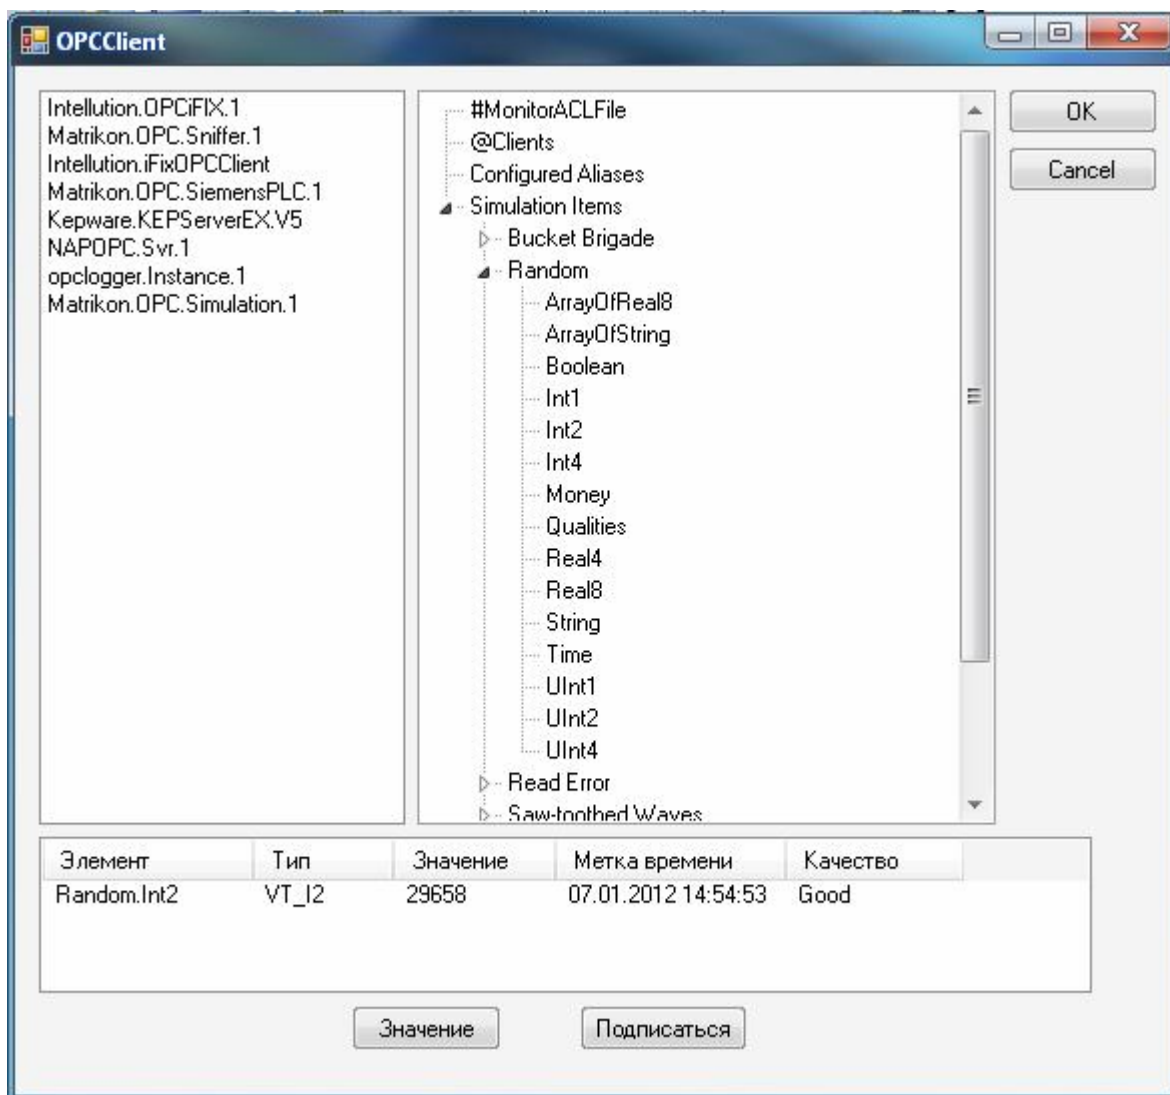 OPCClient
Intellution.OPCiFIX.1
Matrikon.OPC.Sniffer.1
Intellution.iFixOPCClient
Matrikon.OPC.SiemensPLC.1
Kepware.KEPServerEX.V5
NAPOPC.Svr.1
opclogger.Instance.1
Matrikon.OPC.Simulation.1
#MonitorACLFile
@Clients
Configured Aliases
Simulation Items
Bucket Brigade
Random
ArrayOfReal8
ArrayOfString
Boolean
Int1
Int2
Int4
Money
Qualities
Real4
Real8
String
Time
UInt1
UInt2
UInt4
Read Error
Saw-toothed Waves
OK
Cancel
Элемент Тип Значение Метка времени Качество
Random.Int2 VT_I2 29658 07.01.2012 14:54:53 Good
Значение Подписаться